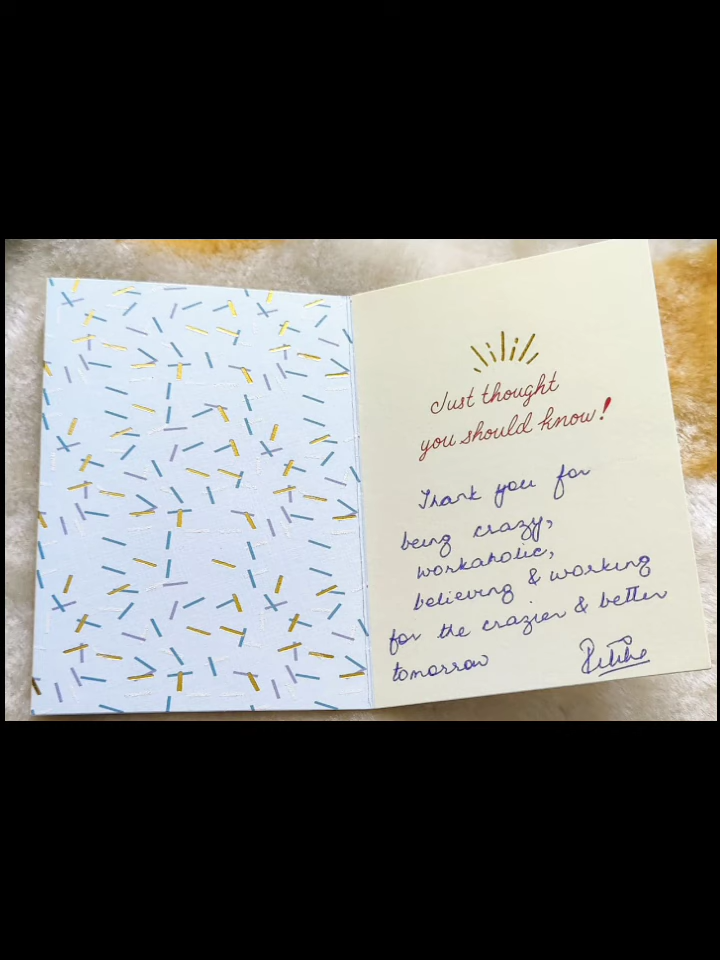 Just thought
you should know!
Thank you for
being crazy,
workaholic,
believing & working
for the crazier & better
tomorrow